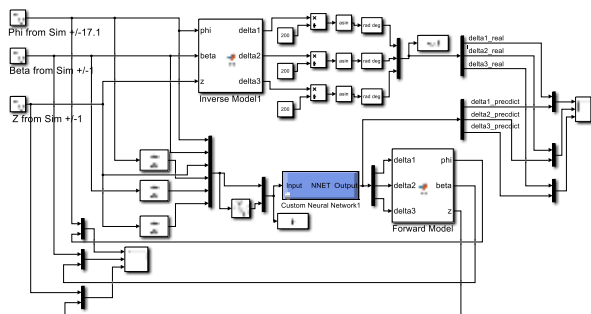 Phi from Sim +/-17.1
Beta from Sim +/-1
Z from Sim +/-1
phi
beta
z
delta1
delta2
delta3
Inverse Model1
200
200
200
asin
asin
asin
rad deg
rad deg
rad deg
delta1_real
delta2_real
delta3_real
delta1_precdict
delta2_precdict
delta3_precdict
Input NNET Output
Custom Neural Network1
delta1
delta2
delta3
phi
beta
z
Forward Model